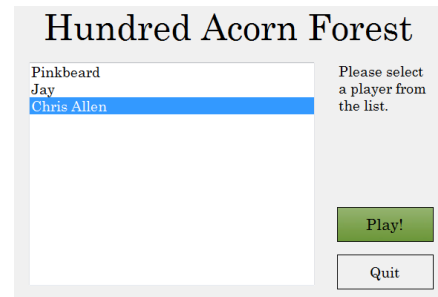 Hundred Acorn Forest
Pinkbeard
Jay
Chris Allen
Please select
a player from
the list.
Play!
Quit